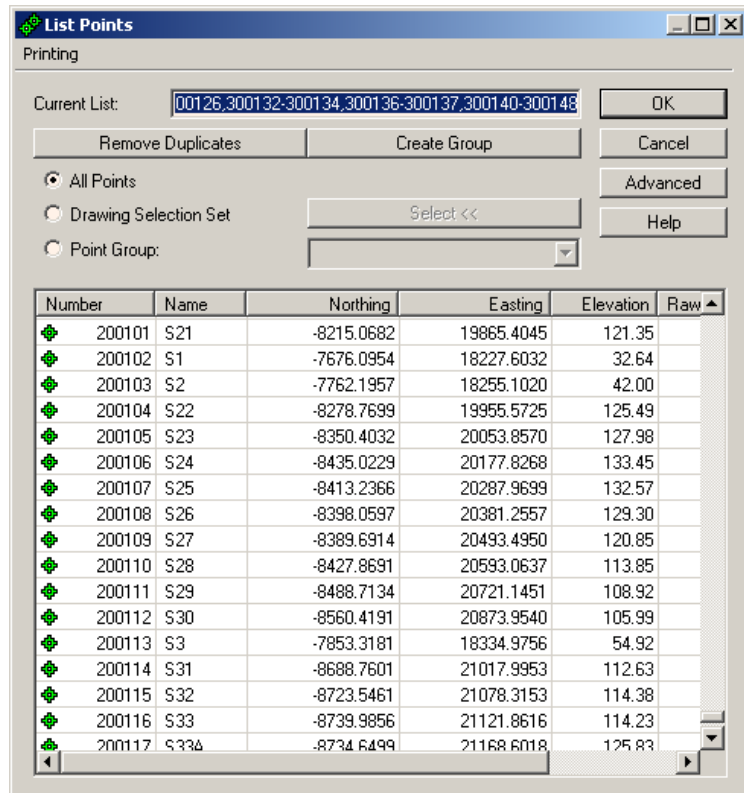 List Points
Printing
Current List: 00126,300132-300134,300136-300137,300140-300148 OK
Remove Duplicates Create Group Cancel
All Points Advanced
Drawing Selection Set Select << Help
Point Group:
Number Name Northing Easting Elevation Raw
200101 S21 -8215.0682 19865.4045 121.35
200102 S1 -7676.0954 18227.6032 32.64
200103 S2 -7762.1957 18255.1020 42.00
200104 S22 -8278.7699 19955.5725 125.49
200105 S23 -8350.4032 20053.8570 127.98
200106 S24 -8435.0229 20177.8268 133.45
200107 S25 -8413.2366 20287.9699 132.57
200108 S26 -8398.0597 20381.2557 129.30
200109 S27 -8389.6914 20493.4950 120.85
200110 S28 -8427.8691 20593.0637 113.85
200111 S29 -8488.7134 20721.1451 108.92
200112 S30 -8560.4191 20873.9540 105.99
200113 S3 -7853.3181 18334.9756 54.92
200114 S31 -8688.7601 21017.9953 112.63
200115 S32 -8723.5461 21078.3153 114.38
200116 S33 -8739.9856 21121.8616 114.23
200117 S33A -8734.6499 21168.6018 125.83